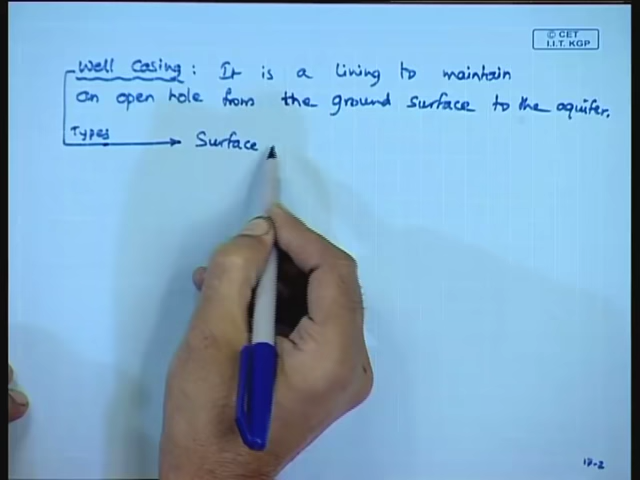 © CET
I.I.T. KGP
Well Casing : It is a lining to maintain
an open hole from the ground surface to the aquifer.
Types → Surface
17-2